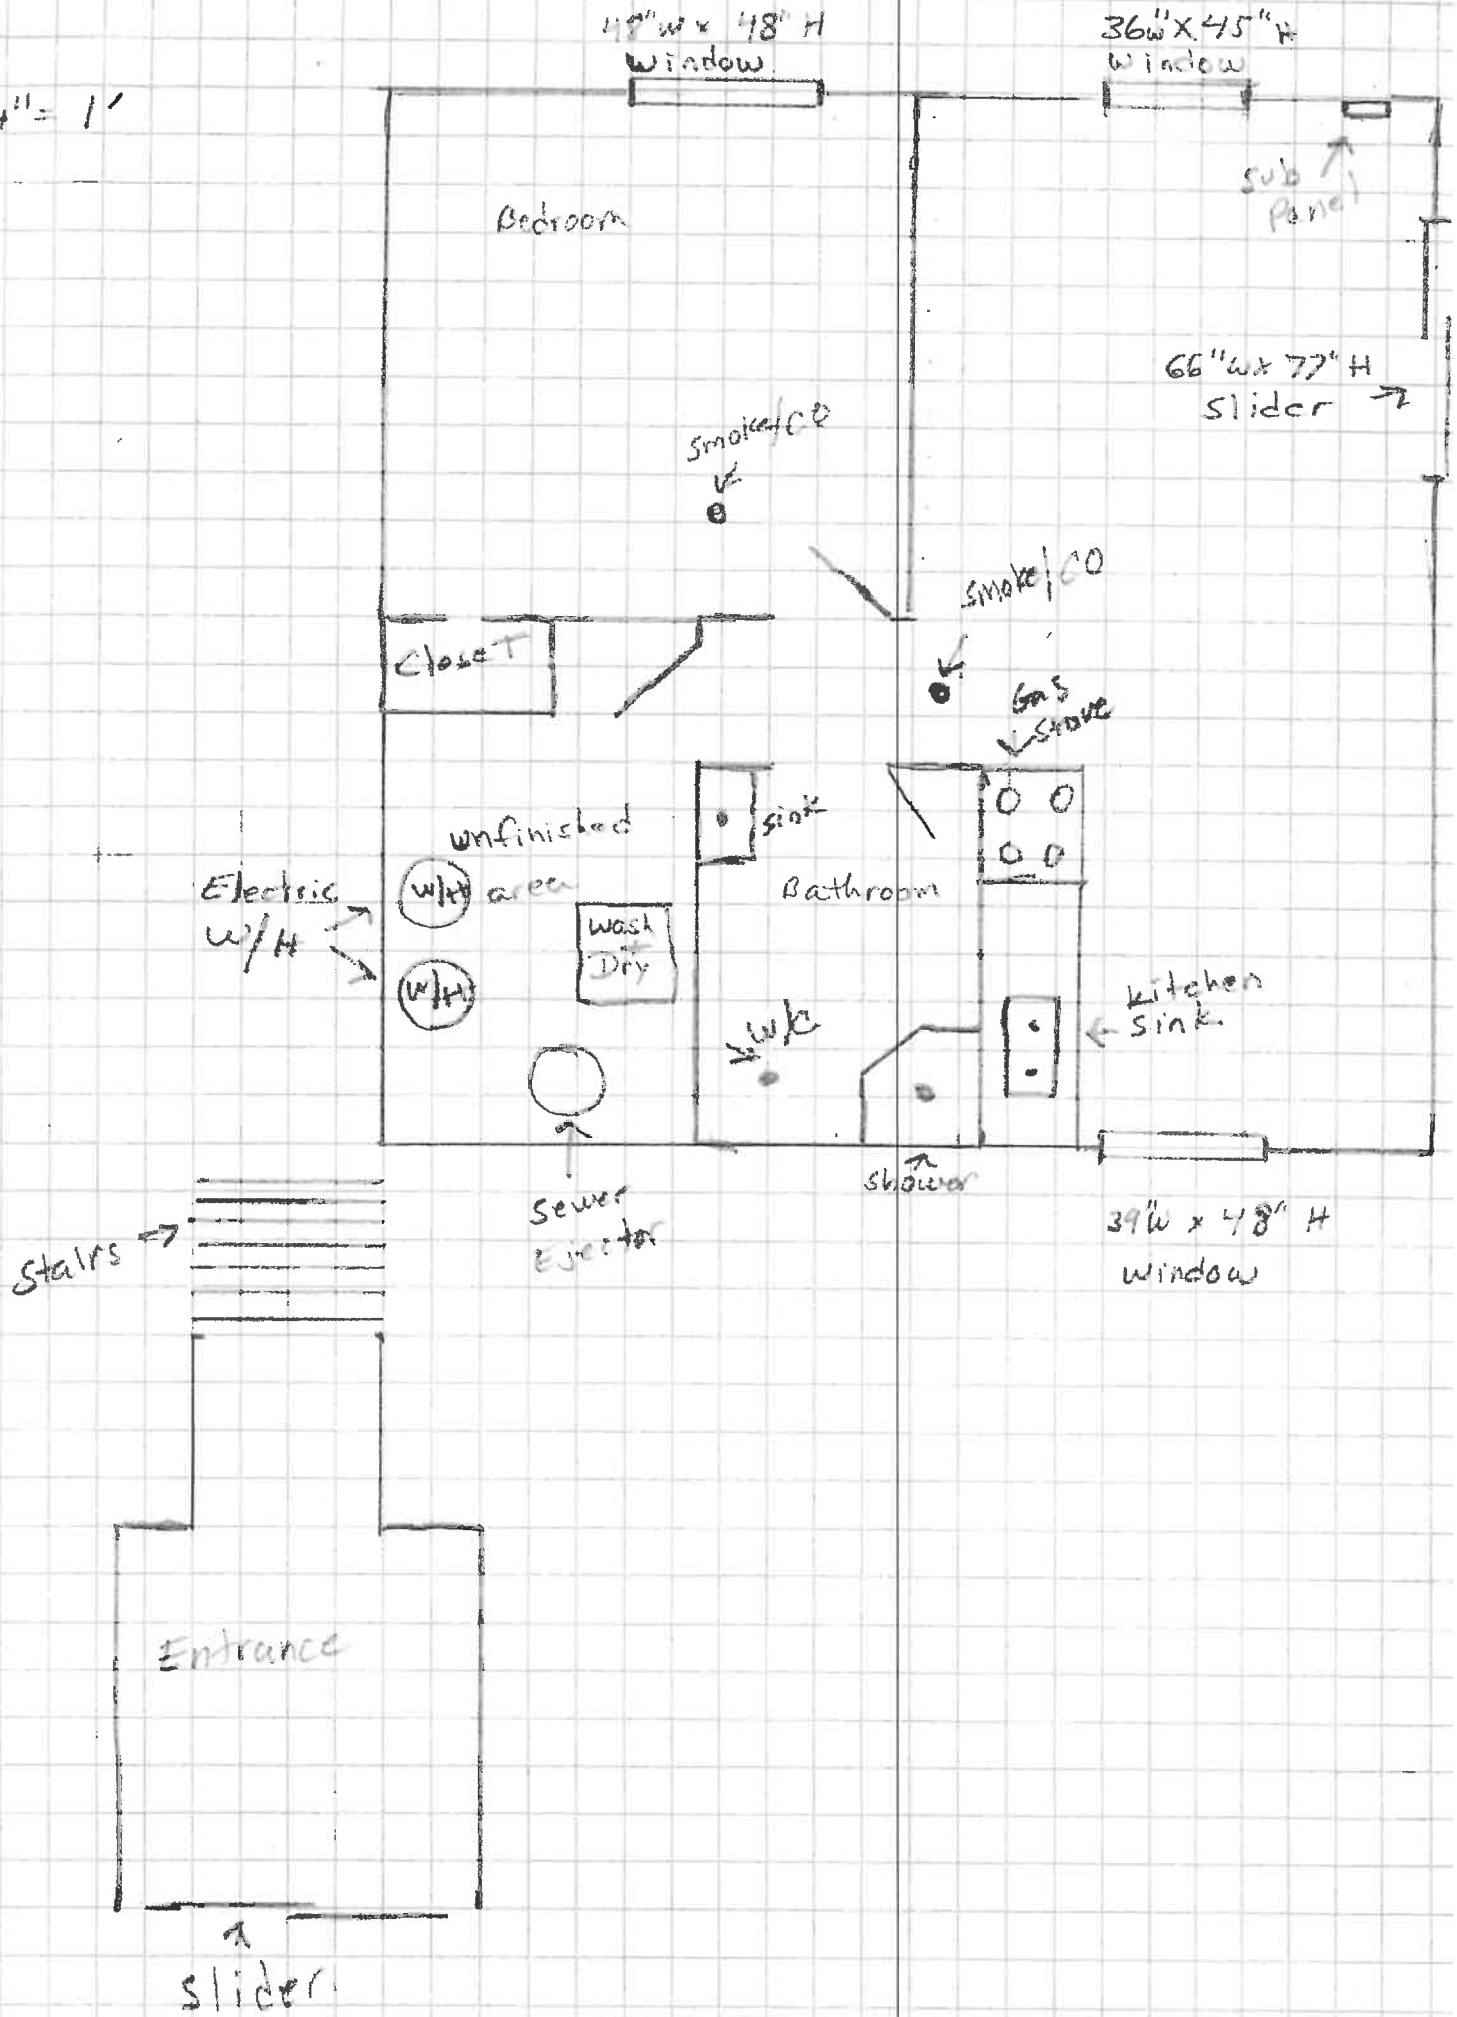 48" H
36"W X 45" H
Window
Window
4"= 1'
Sub
Panel
Bedroom
66"W x 77" H
Slider
Smoke/CO
Smoke/CO
Closet
Gas
Stove
Sink
unfinished
area
W/H
Electric
W/H
Bathroom
Wash
Dry
W/H
W/C
Kitchen
Sink
Shower
Sewer
Ejector
39"W x 48" H
Window
Stairs
Entrance
Slider